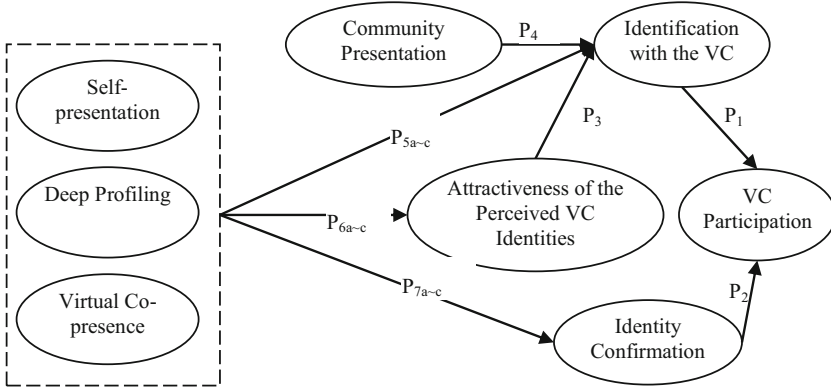 Community
Presentation
P4
Identification
with the VC
Self-
presentation
P5a~c
P3
P1
Deep Profiling
P6a~c
Attractiveness of the
Perceived VC
Identities
VC
Participation
Virtual Co-
presence
P7a~c
P2
Identity
Confirmation